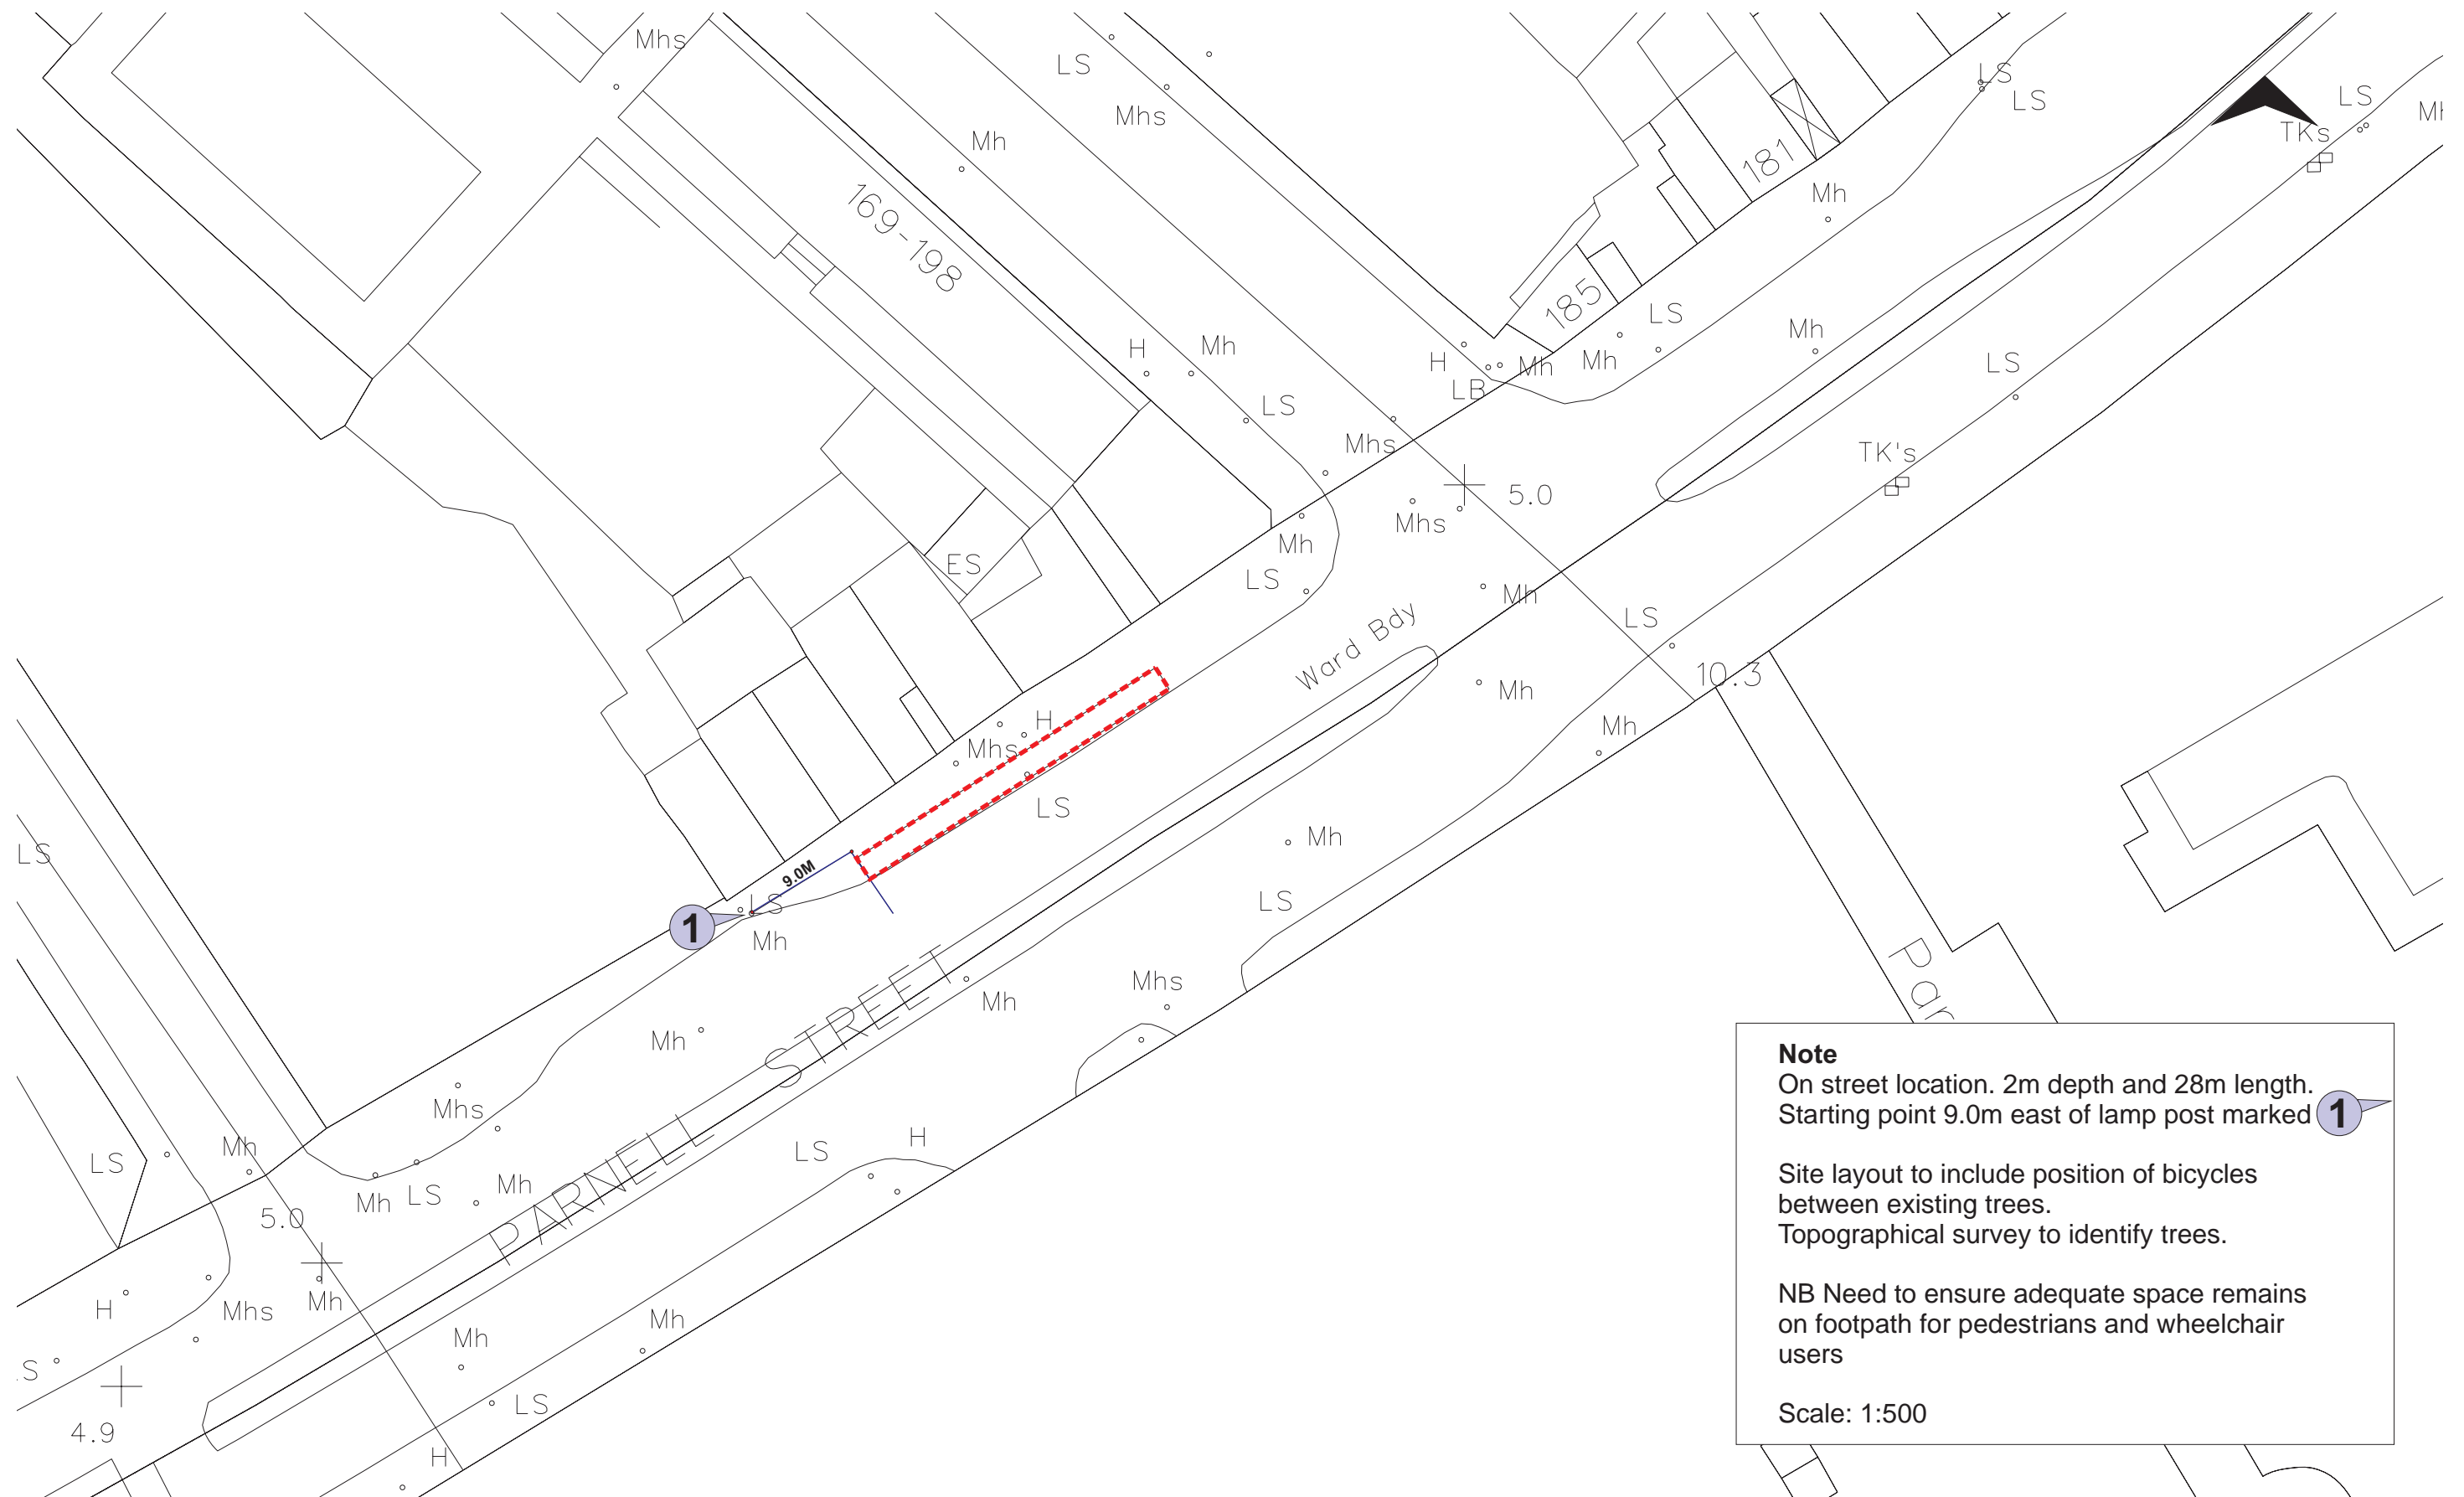 Mhs
LS
Mhs
Mh
LS
LS
LS
Mh
TKs
181
Mh
169-198
185
LS
Mh
H
Mh
H
Mh
Mh
LB
LS
LS
Mhs
TK's
5.0
Mhs
Mh
ES
LS
Mh
LS
Ward Bdy
10.3
Mh
H
Mh
Mhs
LS
Mh
LS
9.0M
LS
LS
1
Mh
Par
Mhs
Mh
Mh
PARNELL STREET
Mhs
LS
H
Mh
LS
Mh
LS
Mh
5.0
Mh
H
Mhs
Mh
Mh
S
LS
4.9
H
Note
On street location. 2m depth and 28m length.
Starting point 9.0m east of lamp post marked 1
Site layout to include position of bicycles
between existing trees.
Topographical survey to identify trees.
NB Need to ensure adequate space remains
on footpath for pedestrians and wheelchair
users
Scale: 1:500